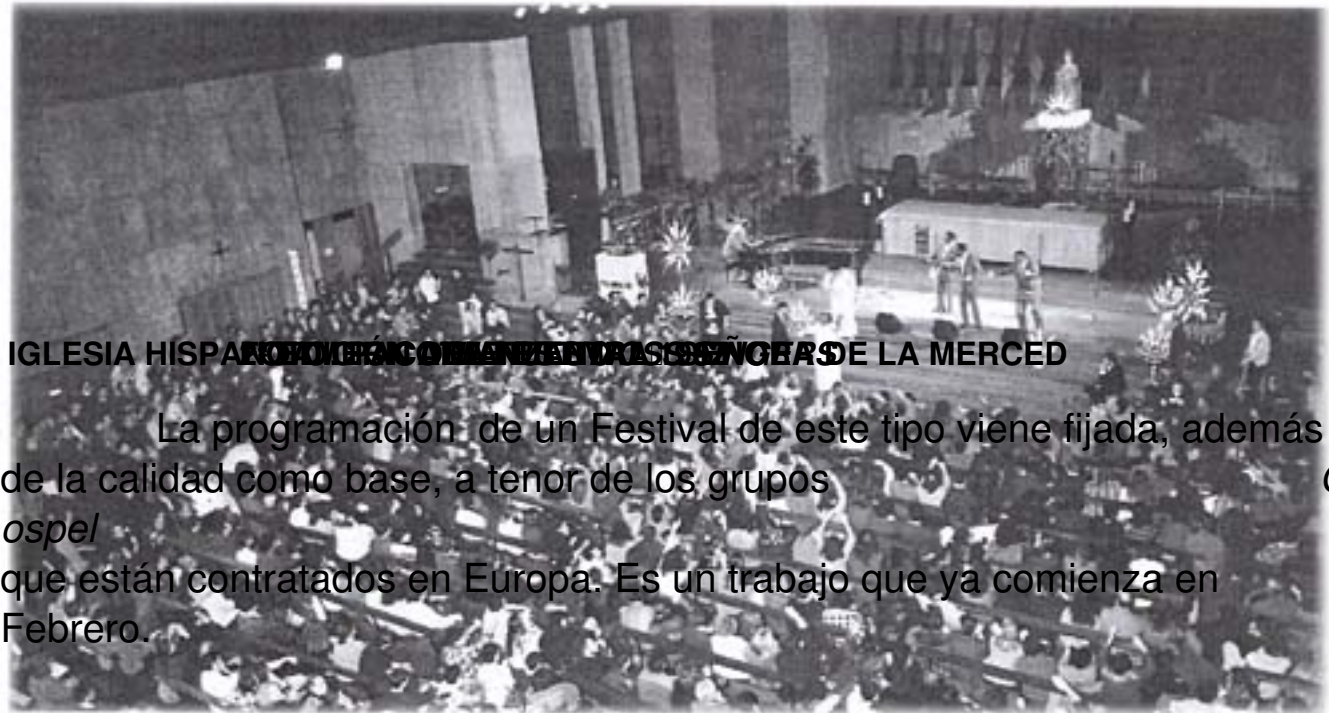 IGLESIA HISPA DE LA MERCED
La programación de un Festival de este tipo viene fijada, además
de la calidad como base, a tenor de los grupos
ospel
que están contratados en Europa. Es un trabajo que ya comienza en
Febrero.